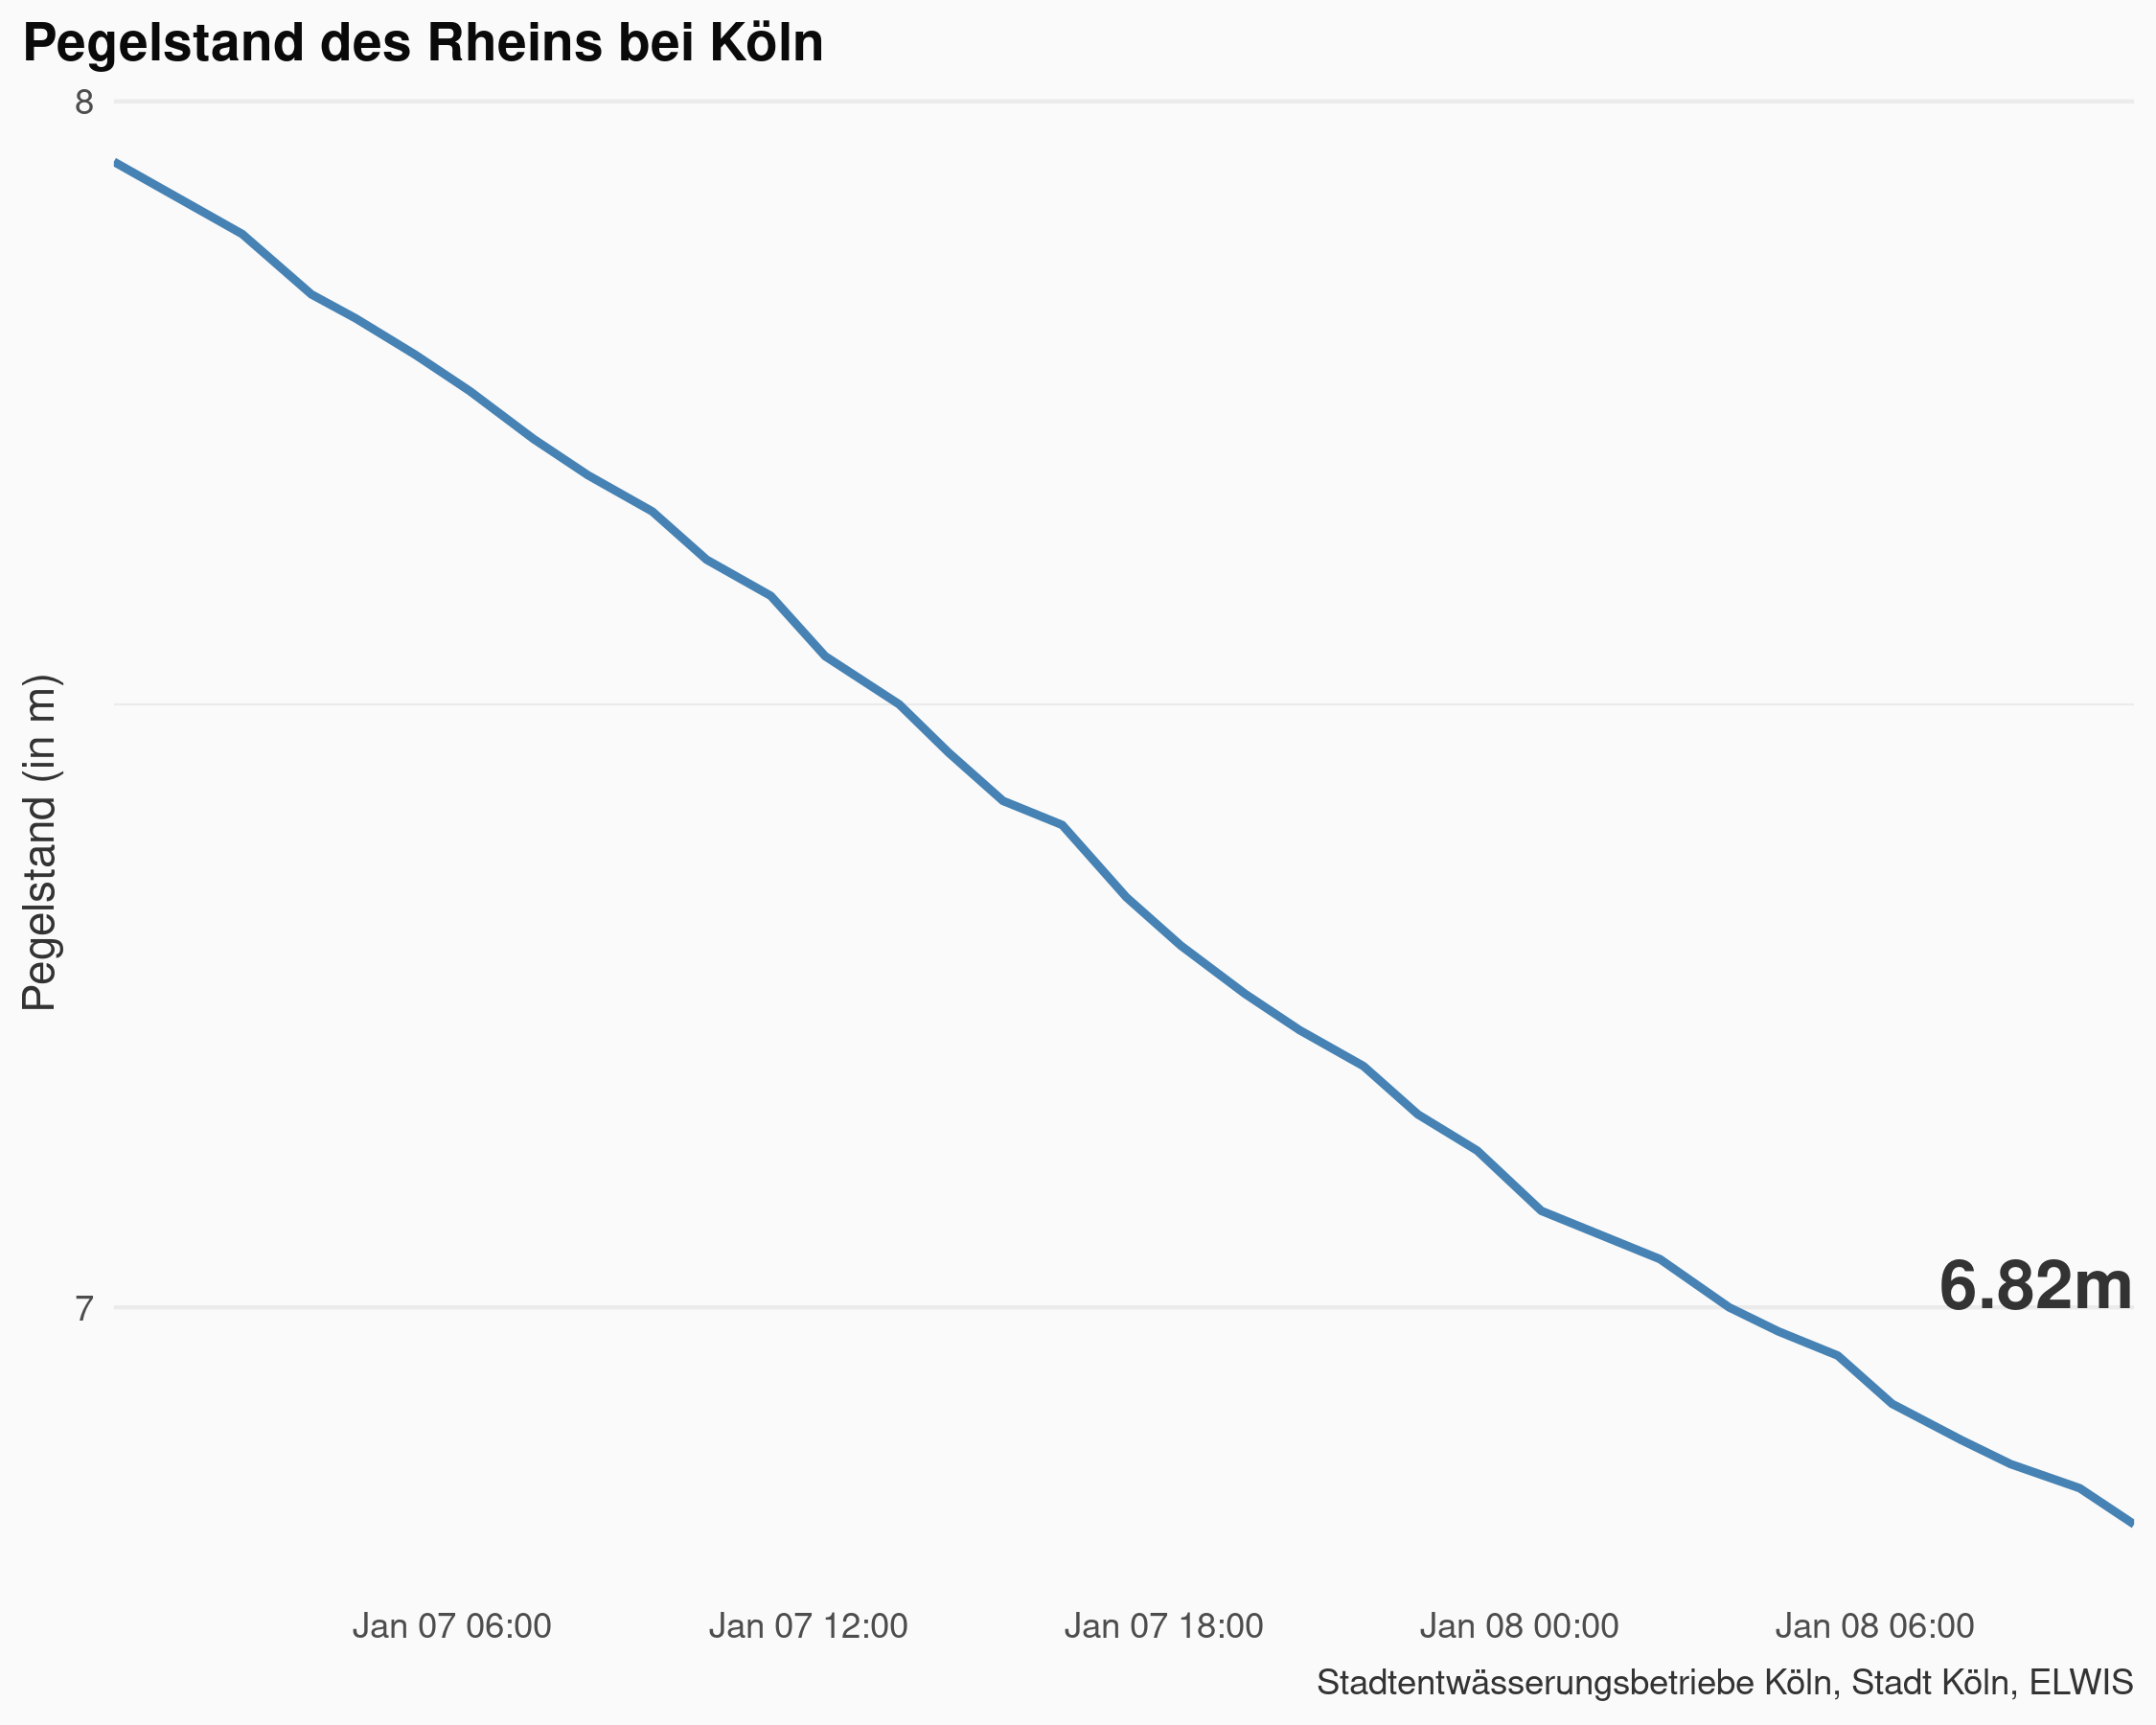 Pegelstand des Rheins bei Köln
8
Pegelstand (in m)
7
6.82m
Jan 07 06:00 Jan 07 12:00 Jan 07 18:00 Jan 08 00:00 Jan 08 06:00
Stadtentwässerungsbetriebe Köln, Stadt Köln, ELWIS